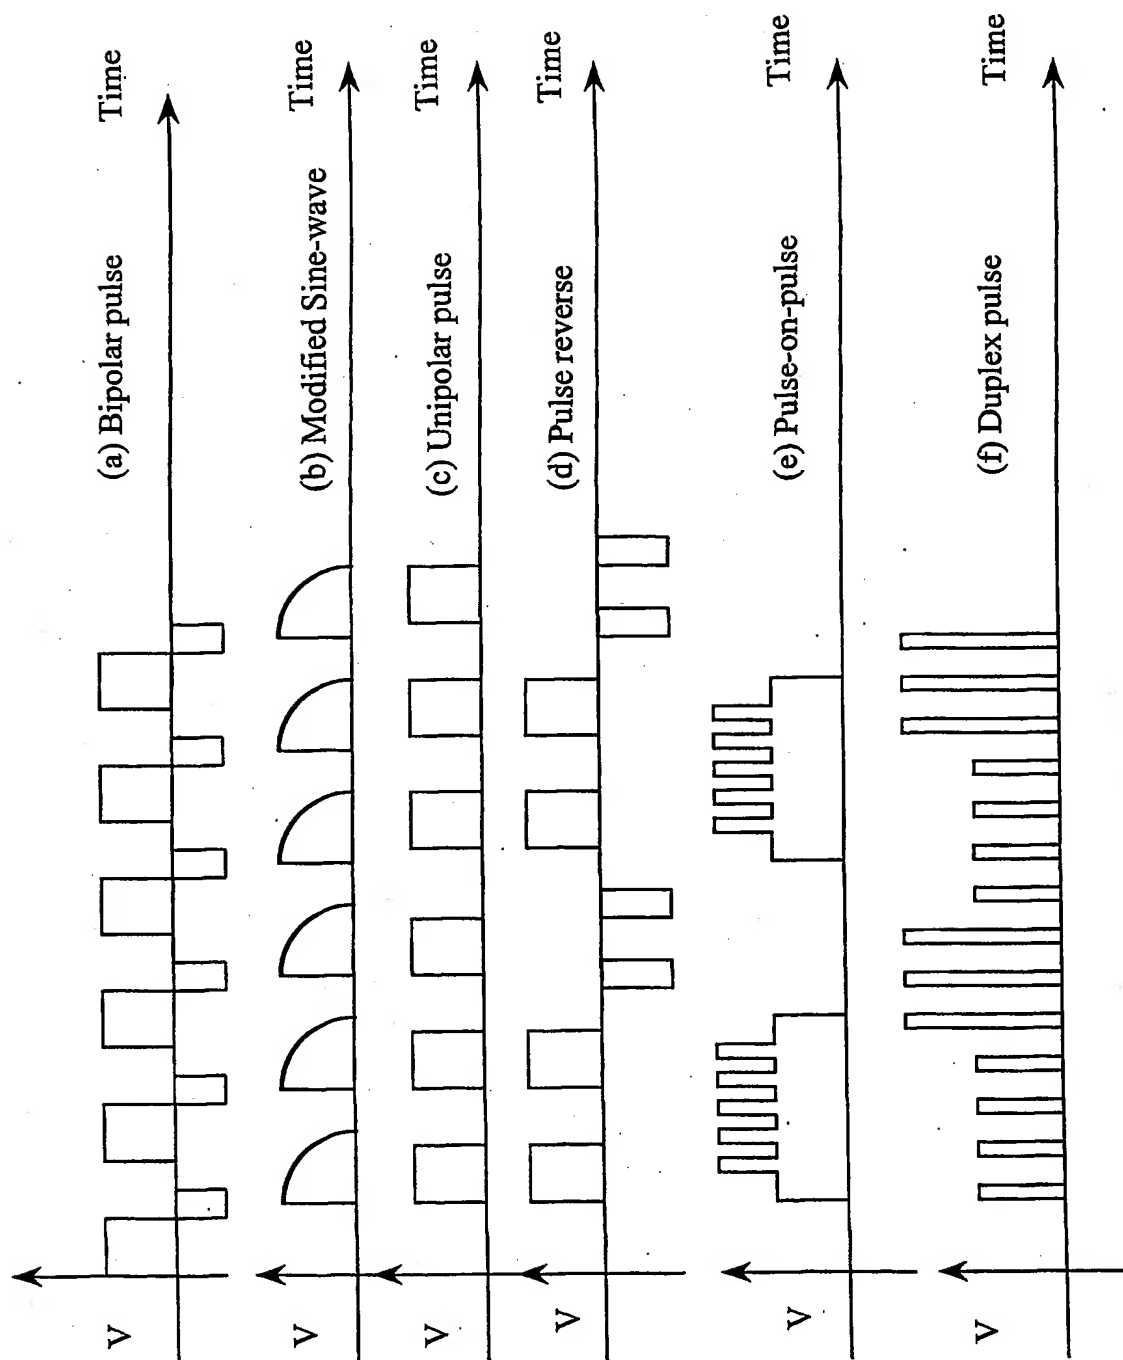 (a) Bipolar pulse
Time
V
(b) Modified Sine-wave
Time
V
(c) Unipolar pulse
Time
V
(d) Pulse reverse
Time
V
(e) Pulse-on-pulse
Time
V
(f) Duplex pulse
Time
V